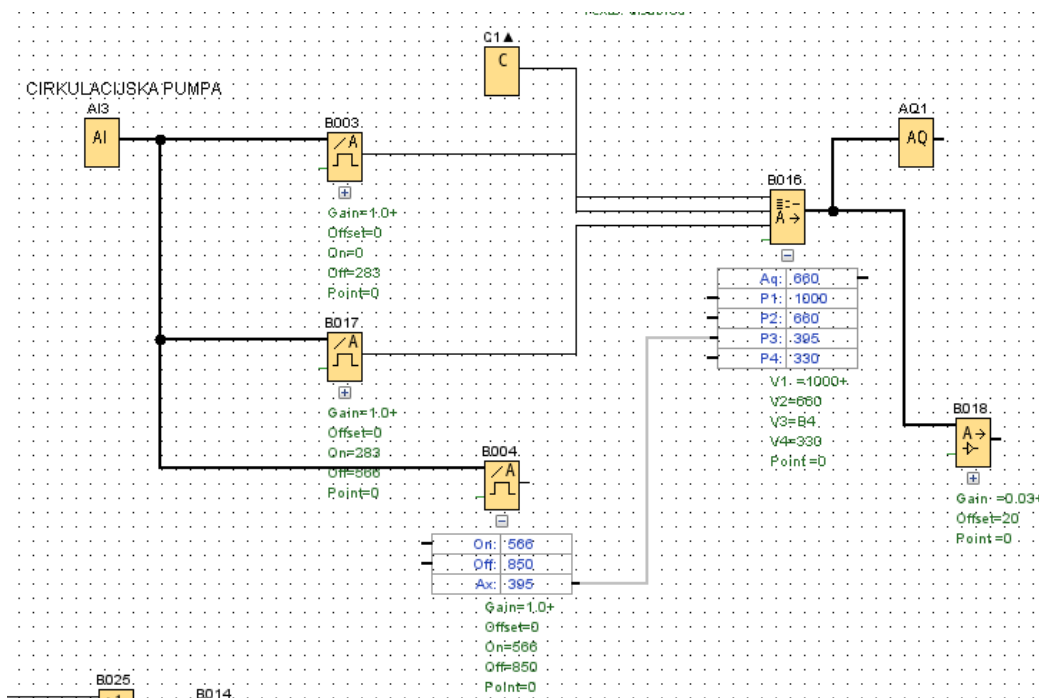 C1▲
C
CIRKULACIJSKA PUMPA
AI3
AI
B003
/A
Gain=1.0+
Offset=0
On=0
Off=283
Point=0
AQ1
AQ
B016
A→
Aq: 660
P1: 1000
P2: 660
P3: 395
P4: 330
V1 =1000+
V2=660
V3=B4
V4=330
Point=0
B017
/A
Gain=1.0+
Offset=0
On=283
Off=566
Point=0
B018
A→
Gain =0.03+
Offset=20
Point =0
B004
/A
On: 566
Off: 850
Ax: 395
Gain=1.0+
Offset=0
On=566
Off=850
Point=0
B025
B014